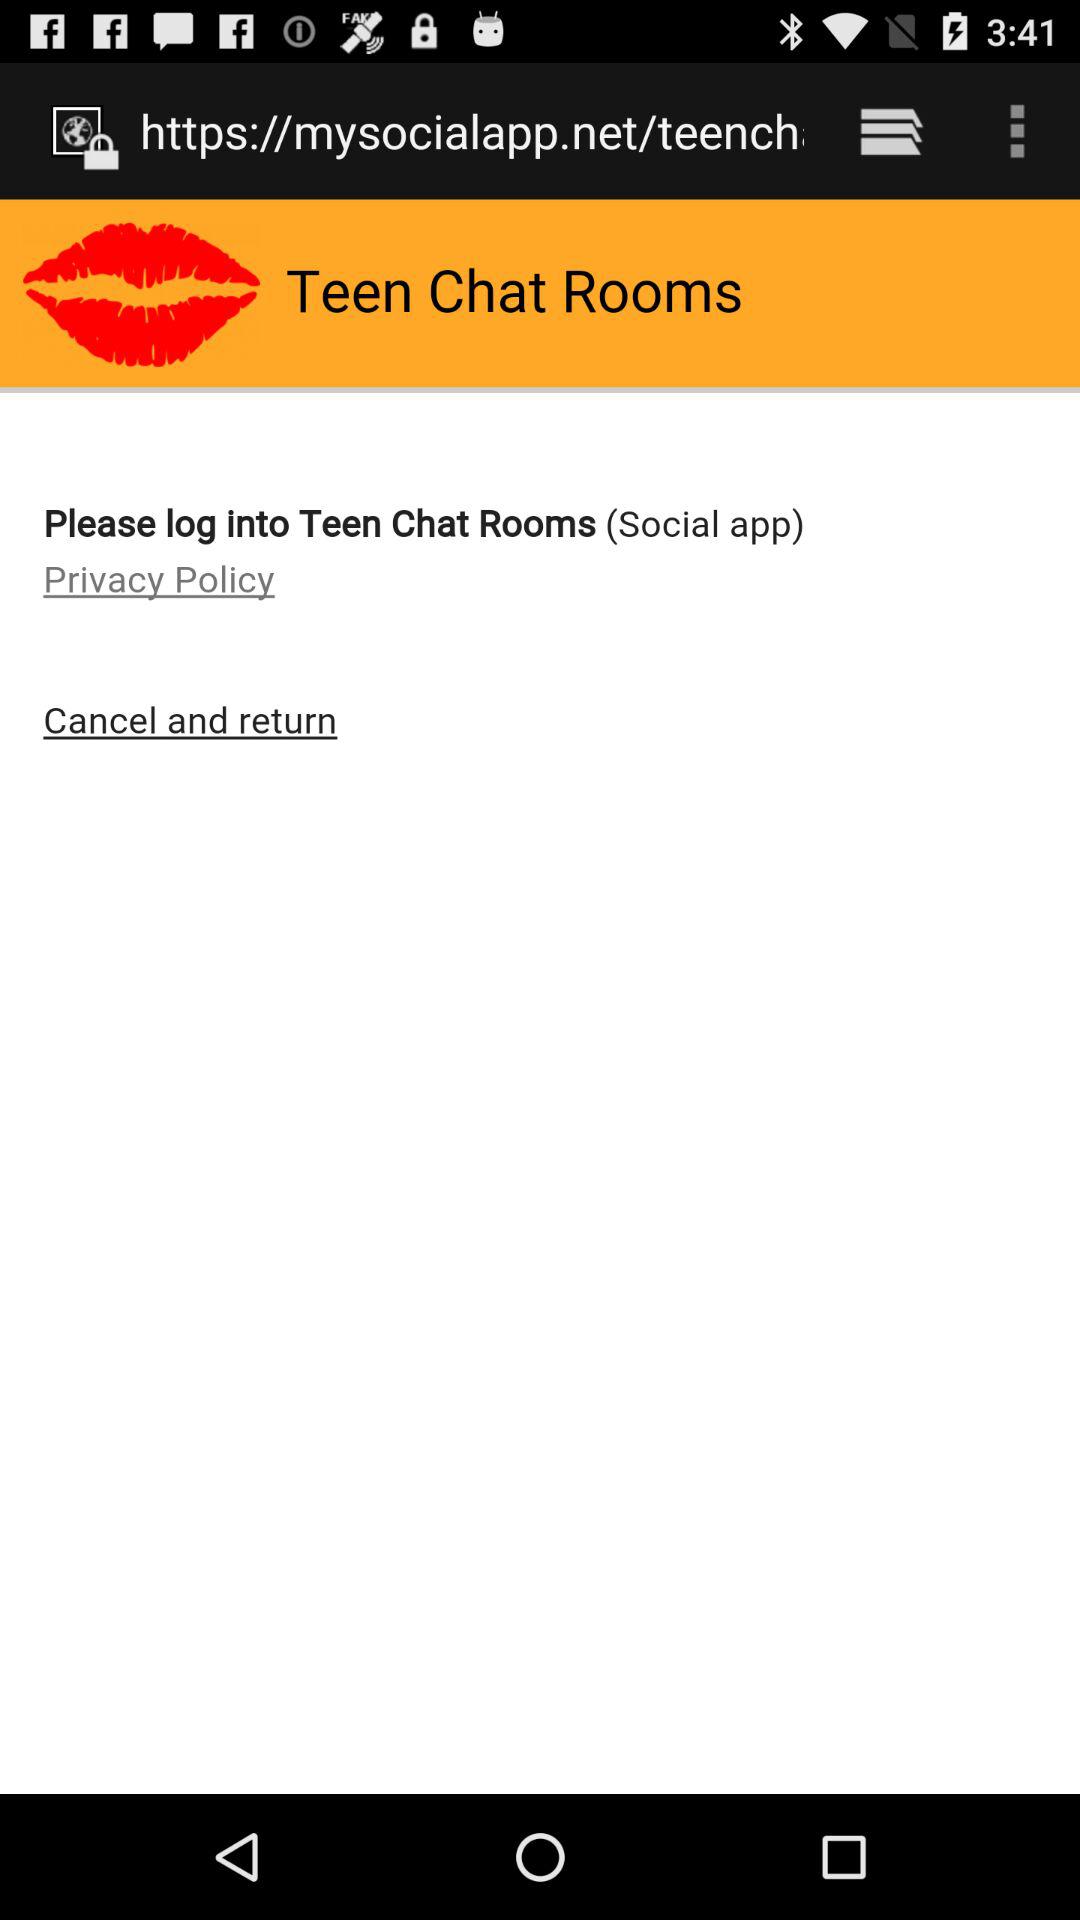 FAKE
3:41
https://mysocialapp.net/teench
Teen Chat Rooms
Please log into Teen Chat Rooms (Social app)
Privacy Policy
Cancel and return